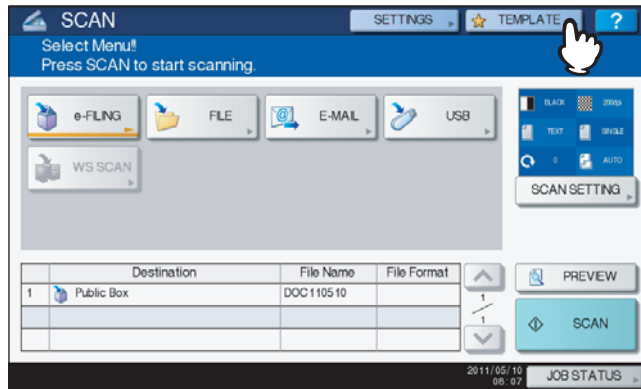 SCAN
SETTINGS
TEMPLATE
?
Select Menu!!
Press SCAN to start scanning.
e-FILING
FILE
E-MAIL
USB
WS SCAN
BLACK
200dpi
TEXT
SINGLE
0
AUTO
SCAN SETTING
Destination File Name File Format
1 Public Box DOC110510
1
1
PREVIEW
SCAN
2011/05/10
08:07
JOB STATUS